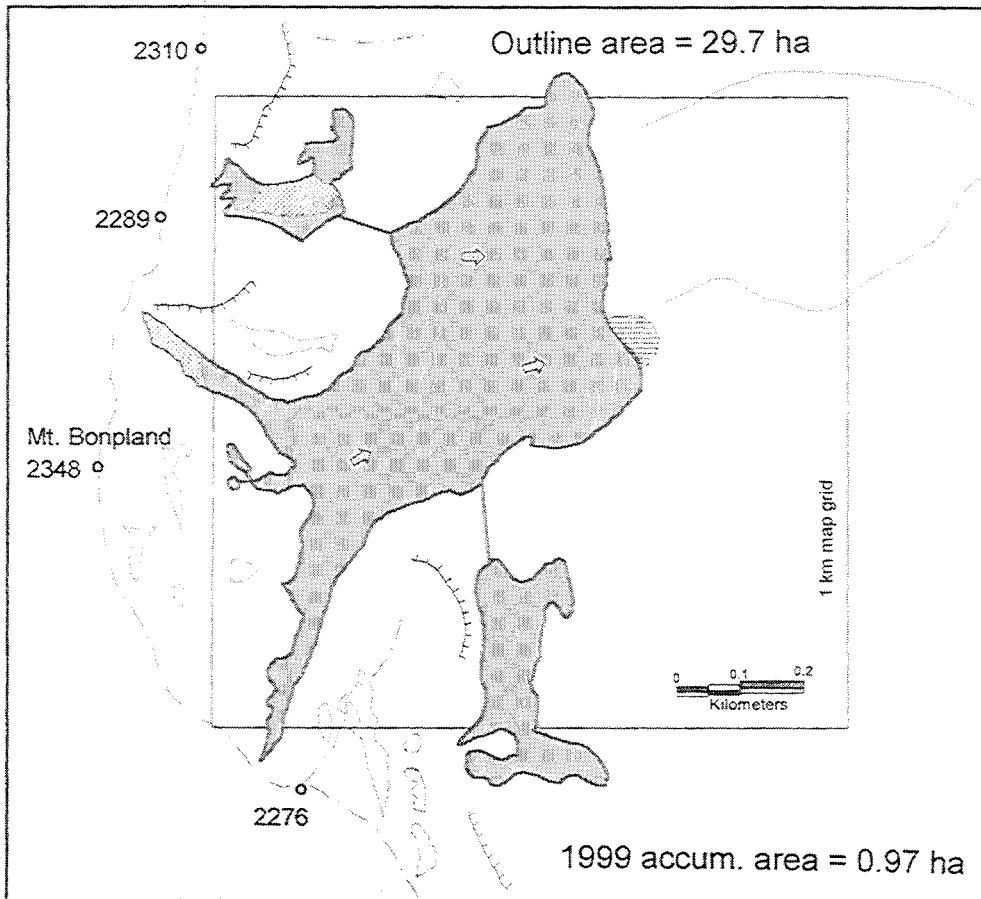 2310
Outline area = 29.7 ha
2289
Mt. Bonpland
2348
1 km map grid
0 0.1 0.2
Kilometers
2276
1999 accum. area = 0.97 ha